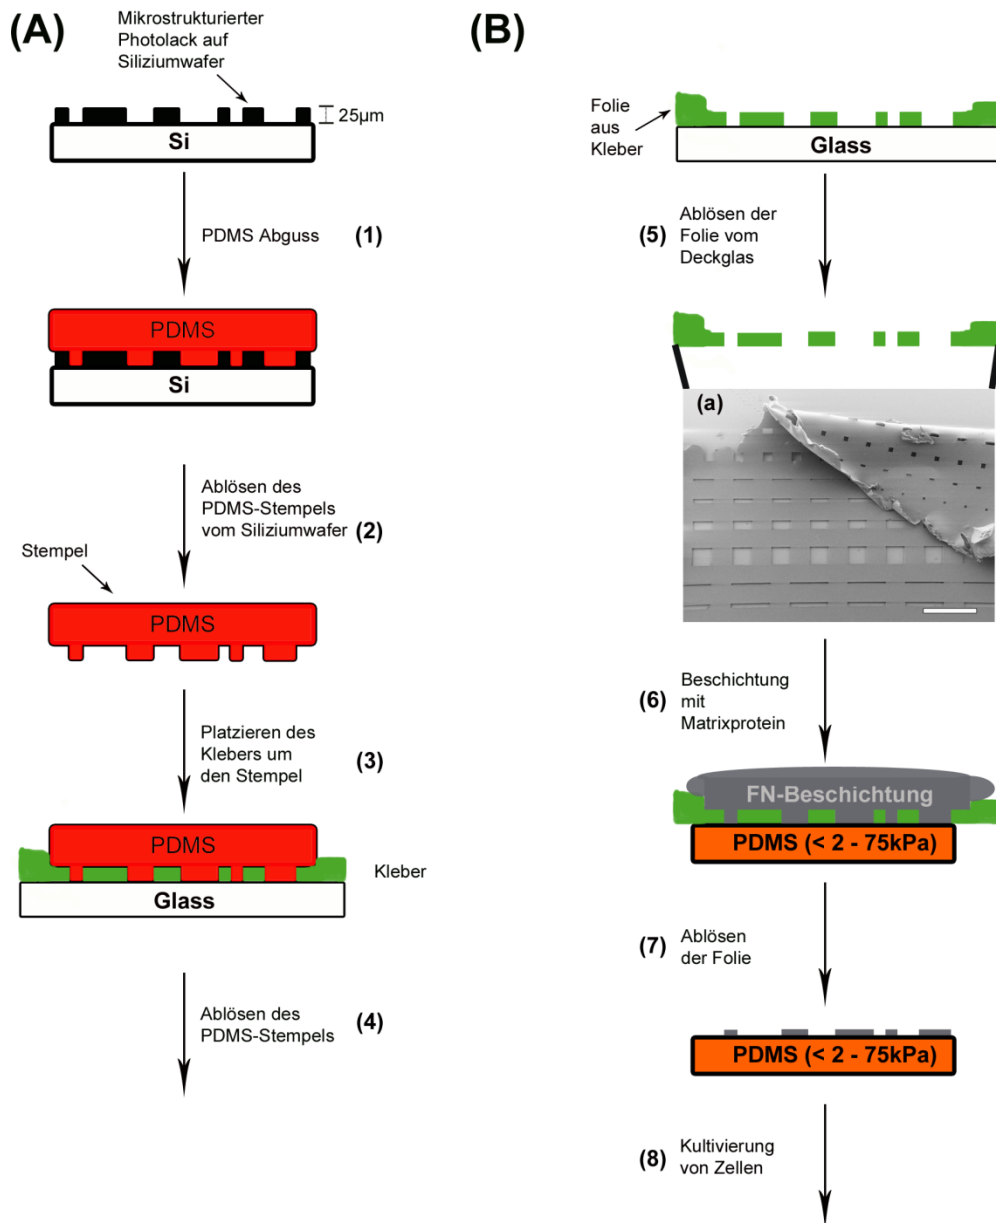 (A)
Mikrostrukturierter
Photolack auf
Siliziumwafer
25µm
Si
PDMS Abguss
(1)
PDMS
Si
Ablösen des
PDMS-Stempels
vom Siliziumwafer
(2)
Stempel
PDMS
Platzieren des
Klebers um
den Stempel
(3)
PDMS
Kleber
Glass
Ablösen des
PDMS-Stempels
(4)
(B)
Folie
aus
Kleber
Glass
(5)
Ablösen der
Folie vom
Deckglas
(a)
(6)
Beschichtung
mit
Matrixprotein
FN-Beschichtung
PDMS (< 2 - 75kPa)
(7)
Ablösen
der Folie
PDMS (< 2 - 75kPa)
(8)
Kultivierung
von Zellen